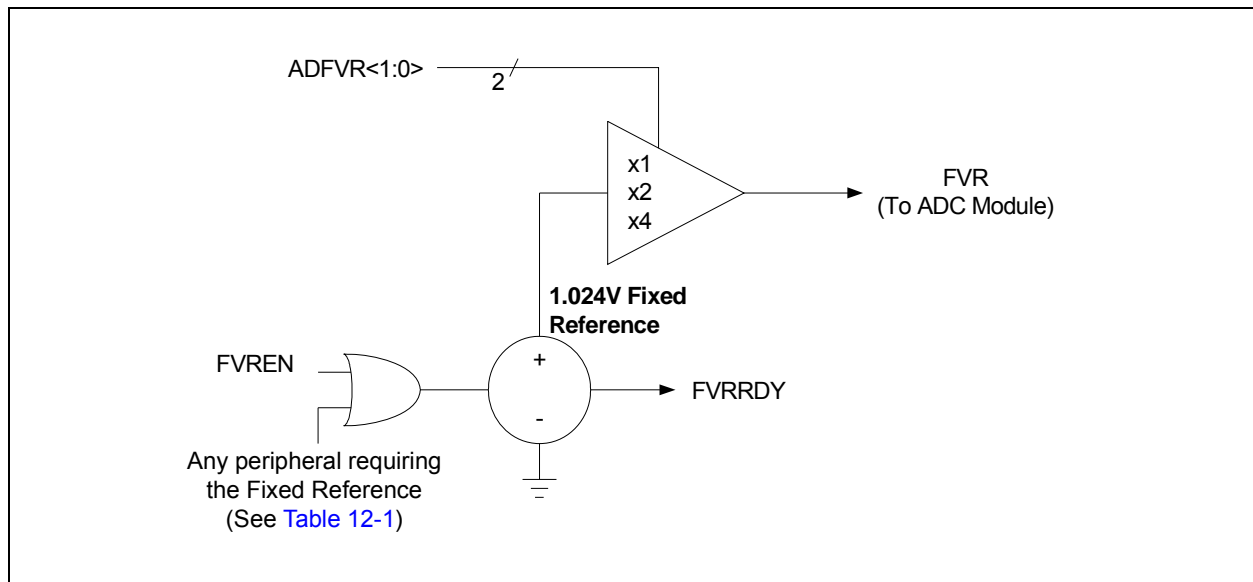 ADFVR<1:0>
2
x1
x2
x4
FVR
(To ADC Module)
1.024V Fixed
Reference
FVREN
+
-
FVRRDY
Any peripheral requiring
the Fixed Reference
(See Table 12-1)